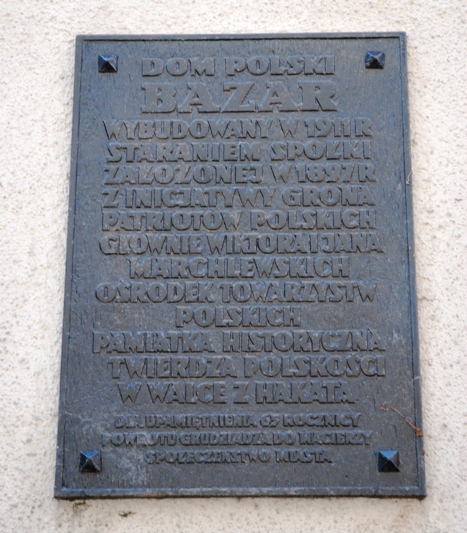 DOM POLSKI
BAZAR
WYBUDOWANY W 1911 R
STARANIEM SPÓŁKI
ZAŁOŻONEJ W 1897 R
Z INICJATYWY GRONA
PATRIOTÓW POLSKICH
GŁÓWNIE WIKTORA I JANA
MARCHLEWSKICH
OŚRODEK TOWARZYSTW
POLSKICH
PAMIĄTKA HISTORYCZNA
TWIERDZA POLSKOŚCI
W WALCE Z HAKATĄ
DLA UPAMIĘTNIENIA 65 ROCZNICY
POWROTU GRUDZIĄDZA DO MACIERZY
SPOŁECZEŃSTWO MIASTA